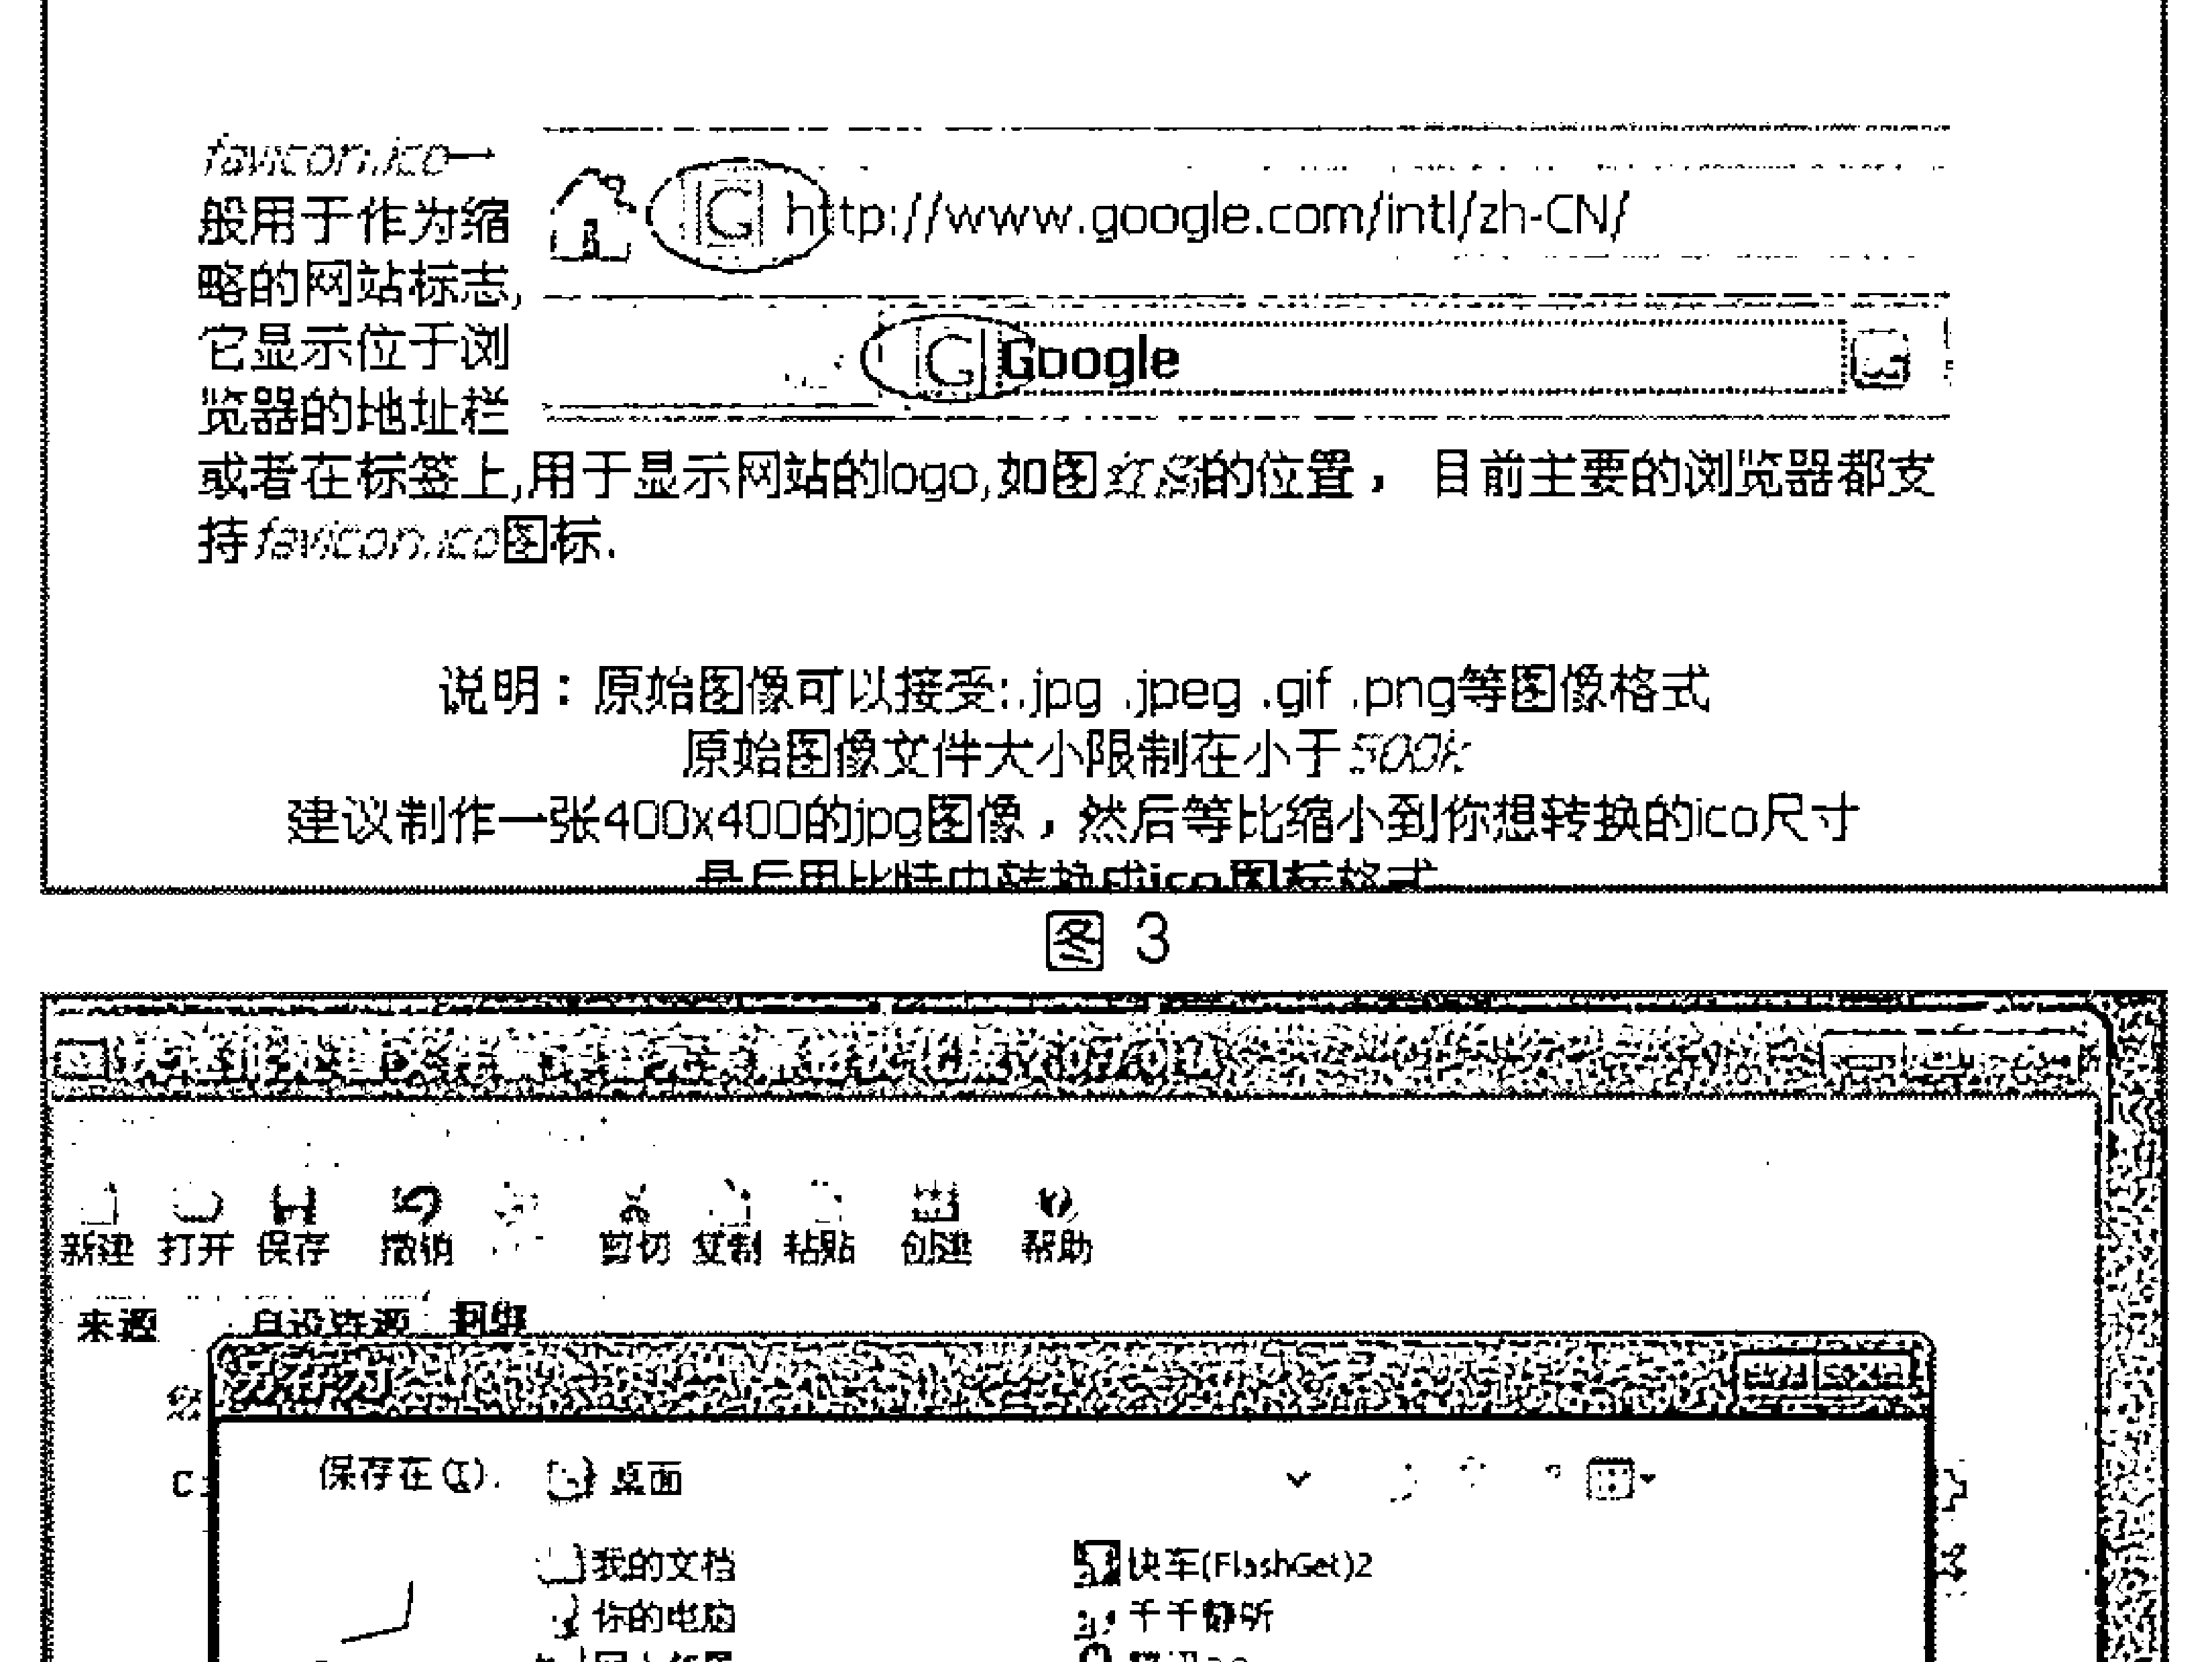 favicon.ico一
般用于作为缩
略的网站标志,
它显示位于浏
览器的地址栏
http://www.google.com/intl/zh-CN/
G Google
或者在标签上,用于显示网站的logo,如图红圈的位置， 目前主要的浏览器都支
持favicon.ico图标.
说明：原始图像可以接受:.jpg .jpeg .gif .png等图像格式
原始图像文件大小限制在小于500k
建议制作一张400x400的jpg图像，然后等比缩小到你想转换的ico尺寸
图 3
新建 打开 保存 撤销 剪切 复制 粘贴 创建 帮助
来源 自设连源 捆绑
另存为
保存在(I): 桌面
我的文档 快车(FlashGet)2
你的电脑 千千静听